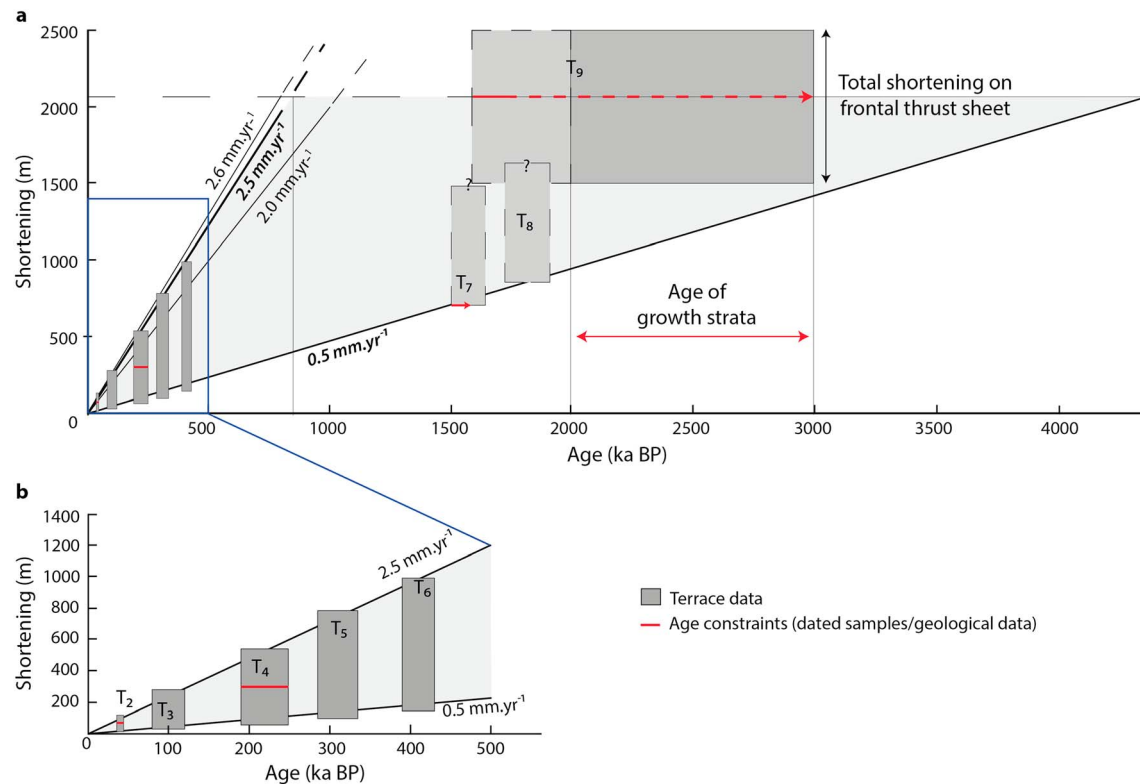 a
2500
2000
1500
1000
500
0
Shortening (m)
2.6 mm.yr-1
2.5 mm.yr-1
2.0 mm.yr-1
0.5 mm.yr-1
T9
?
?
T8
T7
Total shortening on
frontal thrust sheet
Age of
growth strata
500
1000
1500
2000
2500
3000
3500
4000
Age (ka BP)
b
1400
1200
1000
800
600
400
200
0
Shortening (m)
2.5 mm.yr-1
0.5 mm.yr-1
T2
T3
T4
T5
T6
100
200
300
400
500
Age (ka BP)
Terrace data
Age constraints (dated samples/geological data)